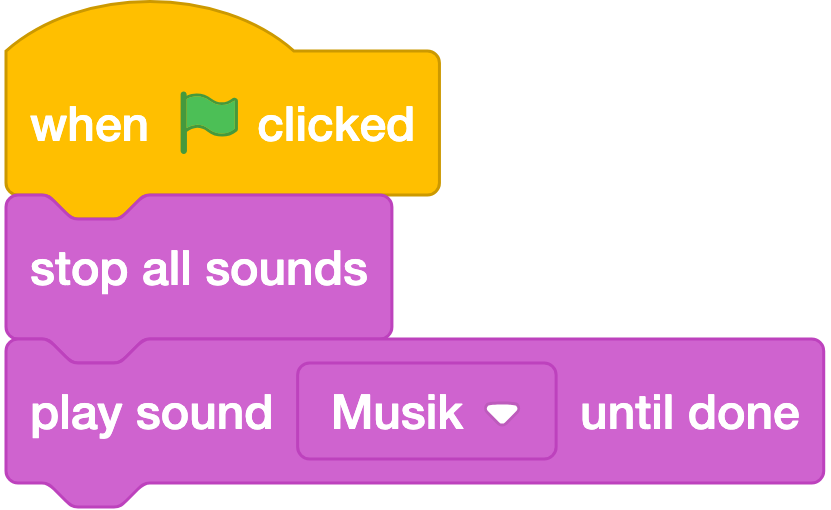 when clicked
stop all sounds
play sound Musik until done